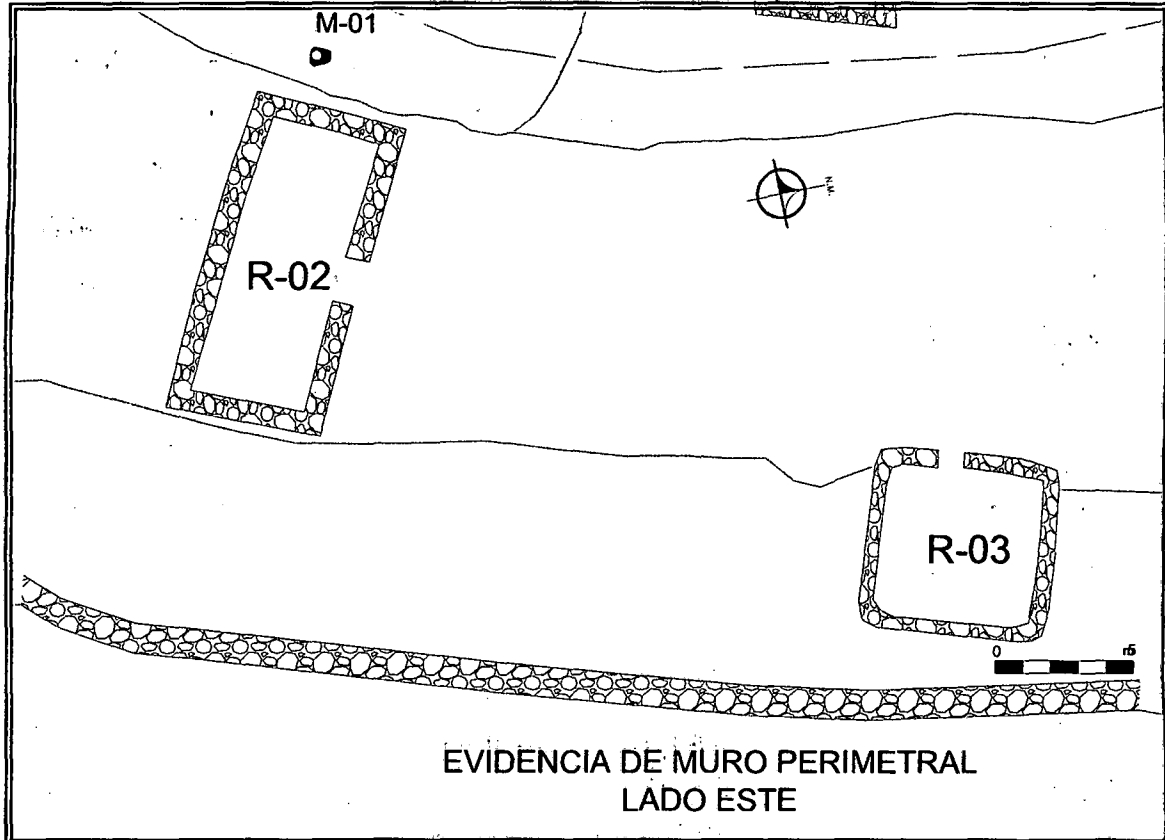 M-01
N.M.
R-02
R-03
0
5
EVIDENCIA DE MURO PERIMETRAL
LADO ESTE